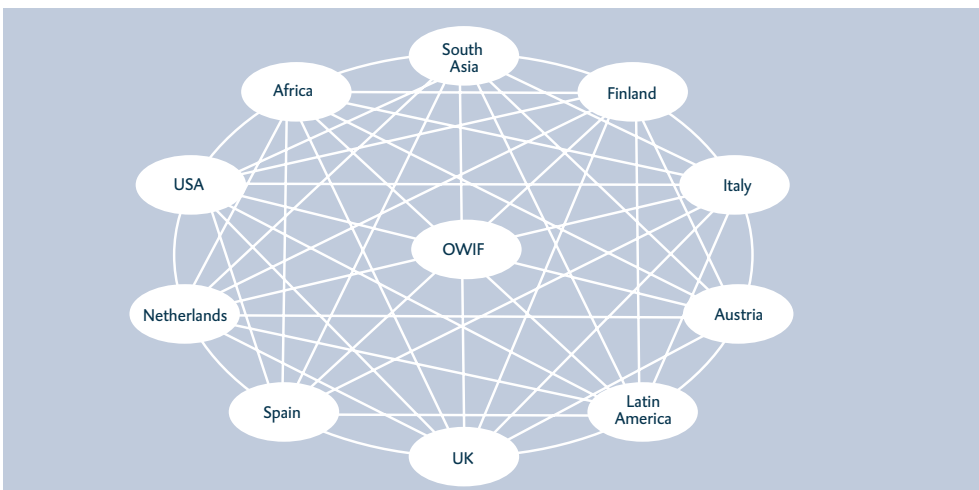 South
Asia
Africa
Finland
USA
Italy
OWIF
Netherlands
Austria
Spain
Latin
America
UK